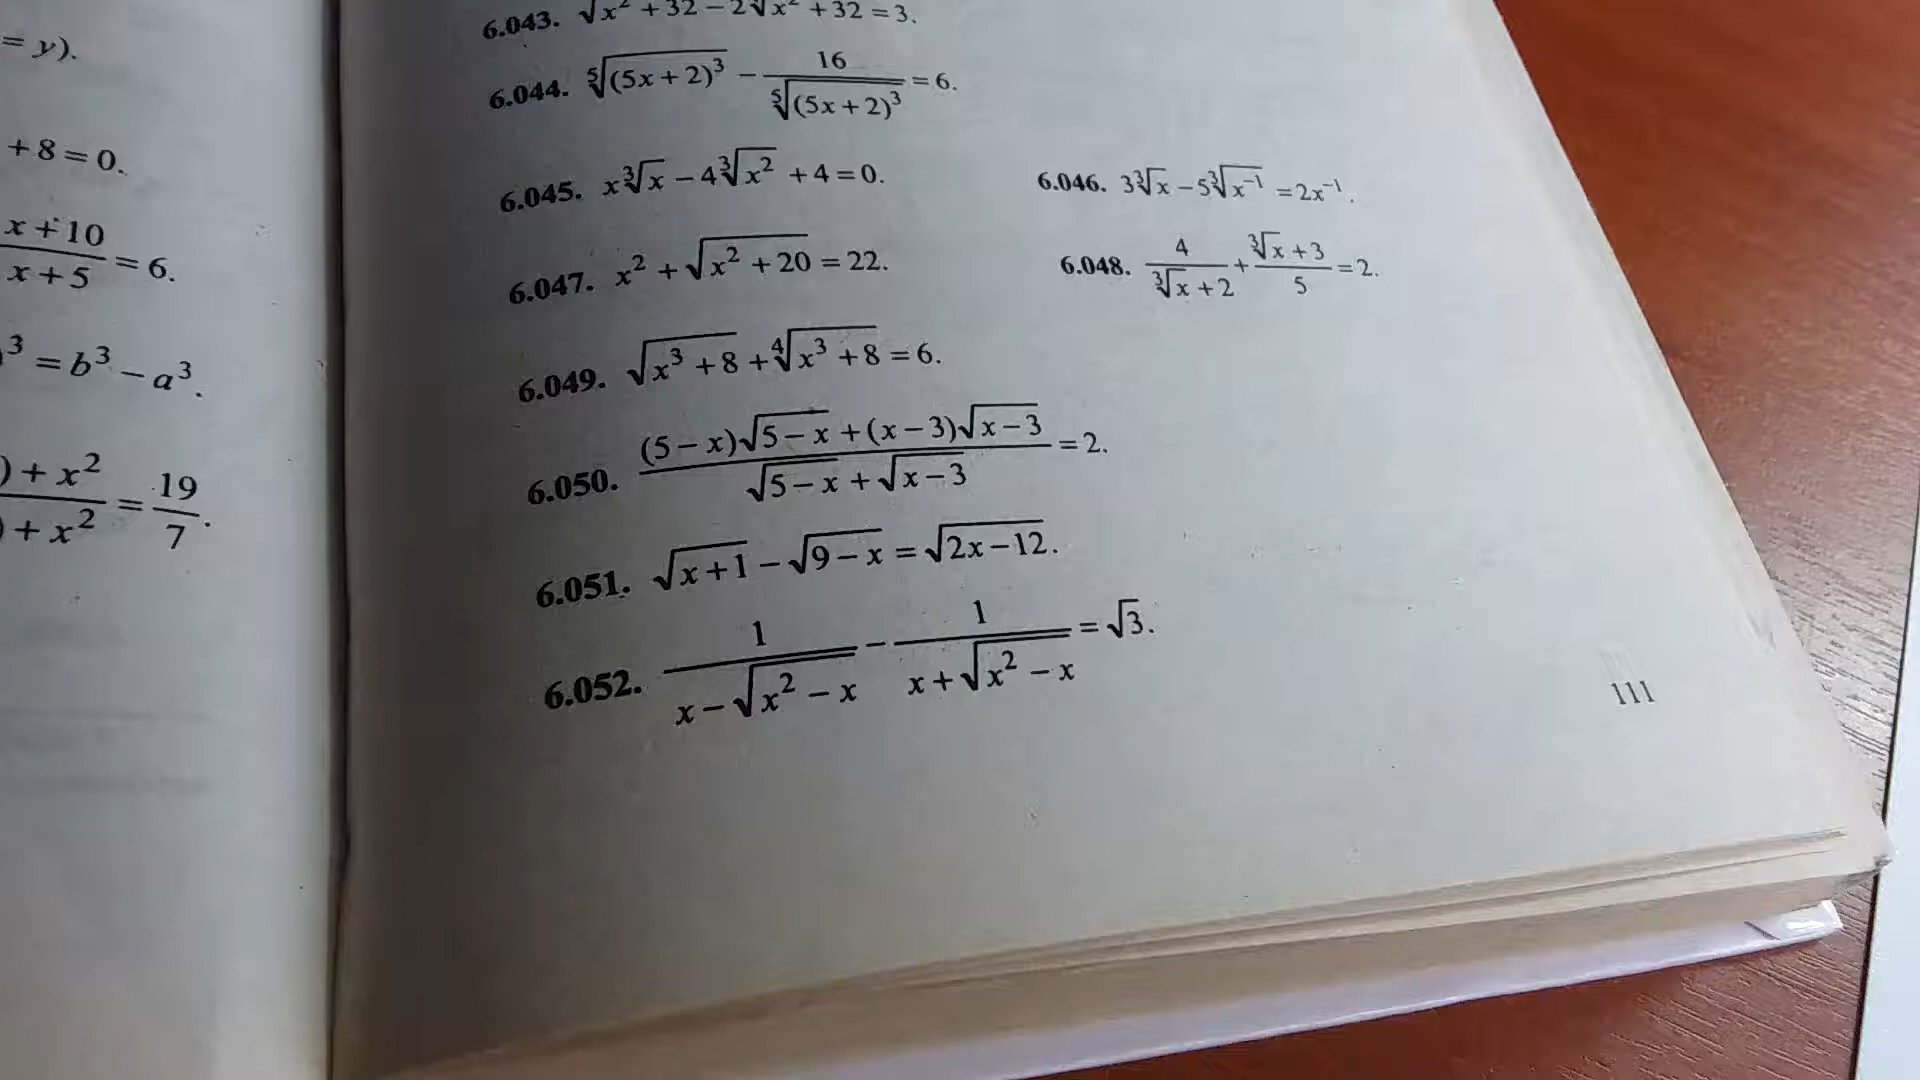 = y).
+ 8 = 0.
x + 10 / x + 5 = 6.
3 = b³ − a³.
) + x² / ) + x² = 19/7.
6.043. √x² + 32 − 2∜x² + 32 = 3.
6.044. ⁵√(5x + 2)³ − 16 / ⁵√(5x + 2)³ = 6.
6.045. x∛x − 4∛x² + 4 = 0. 6.046. 3∛x − 5∛x⁻¹ = 2x⁻¹.
6.047. x² + √x² + 20 = 22. 6.048. 4 / ∛x + 2 + ∛x + 3 / 5 = 2.
6.049. √x³ + 8 + ∜x³ + 8 = 6.
6.050. (5 − x)√5 − x + (x − 3)√x − 3 / √5 − x + √x − 3 = 2.
6.051. √x + 1 − √9 − x = √2x − 12.
6.052. 1 / x − √x² − x − 1 / x + √x² − x = √3.
111